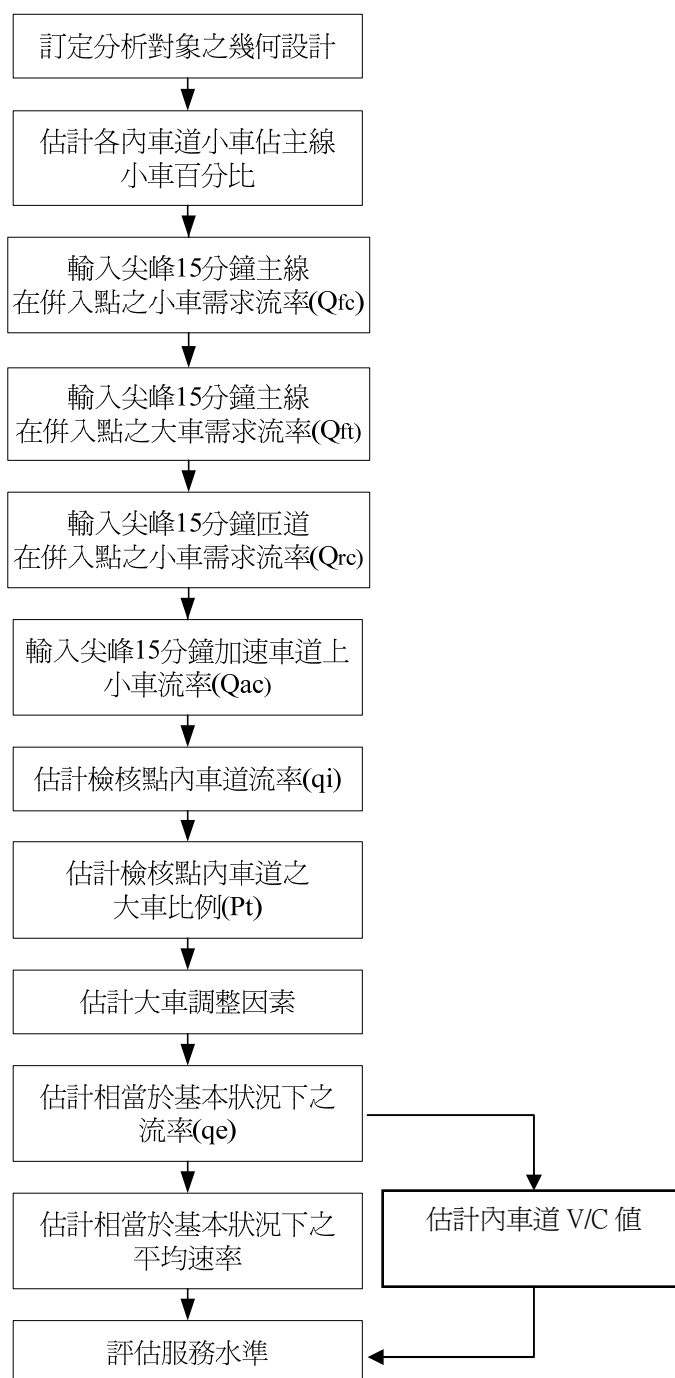 訂定分析對象之幾何設計
估計各內車道小車佔主線
小車百分比
輸入尖峰15分鐘主線
在併入點之小車需求流率(Qfc)
輸入尖峰15分鐘主線
在併入點之大車需求流率(Qft)
輸入尖峰15分鐘匝道
在併入點之小車需求流率(Qrc)
輸入尖峰15分鐘加速車道上
小車流率(Qac)
估計檢核點內車道流率(qi)
估計檢核點內車道之
大車比例(Pt)
估計大車調整因素
估計相當於基本狀況下之
流率(qe)
估計相當於基本狀況下之
平均速率
估計內車道 V/C 值
評估服務水準